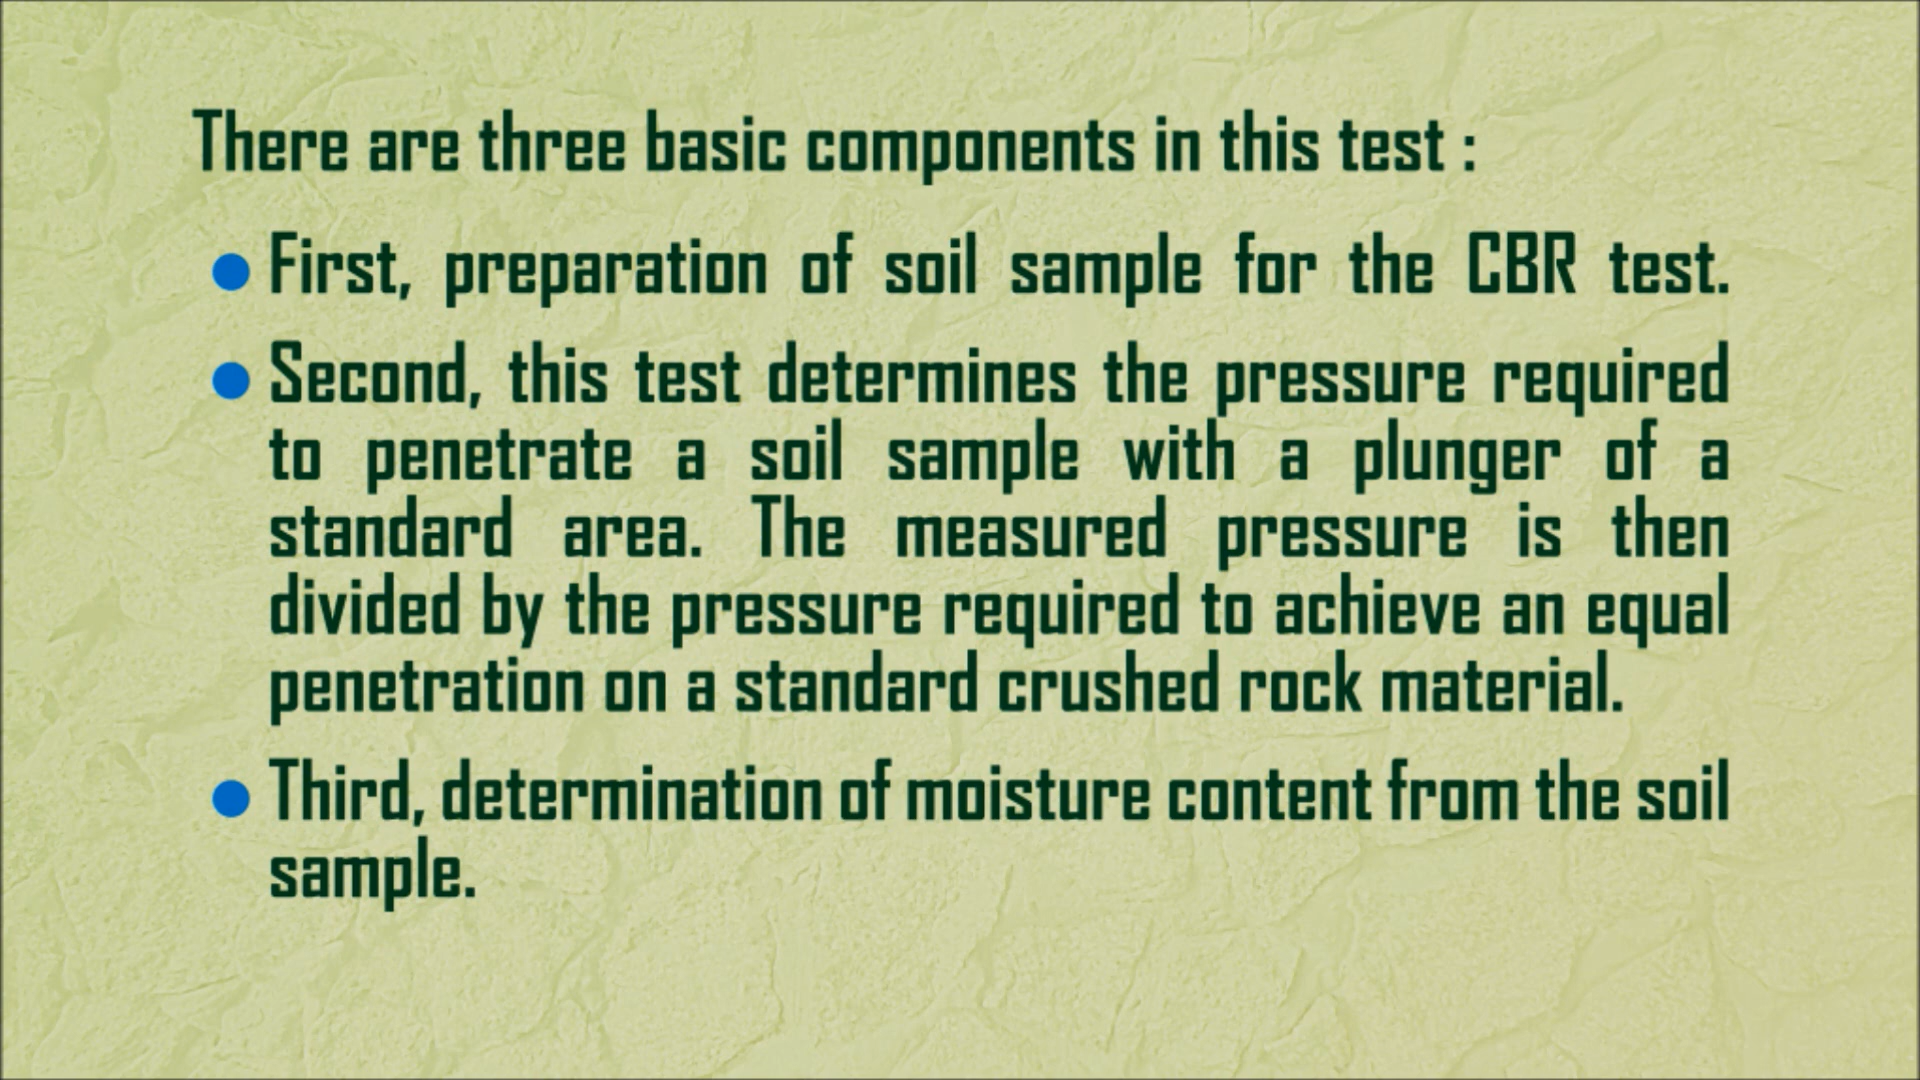 There are three basic components in this test :
First, preparation of soil sample for the CBR test.
Second, this test determines the pressure required
to penetrate a soil sample with a plunger of a
standard area. The measured pressure is then
divided by the pressure required to achieve an equal
penetration on a standard crushed rock material.
Third, determination of moisture content from the soil
sample.